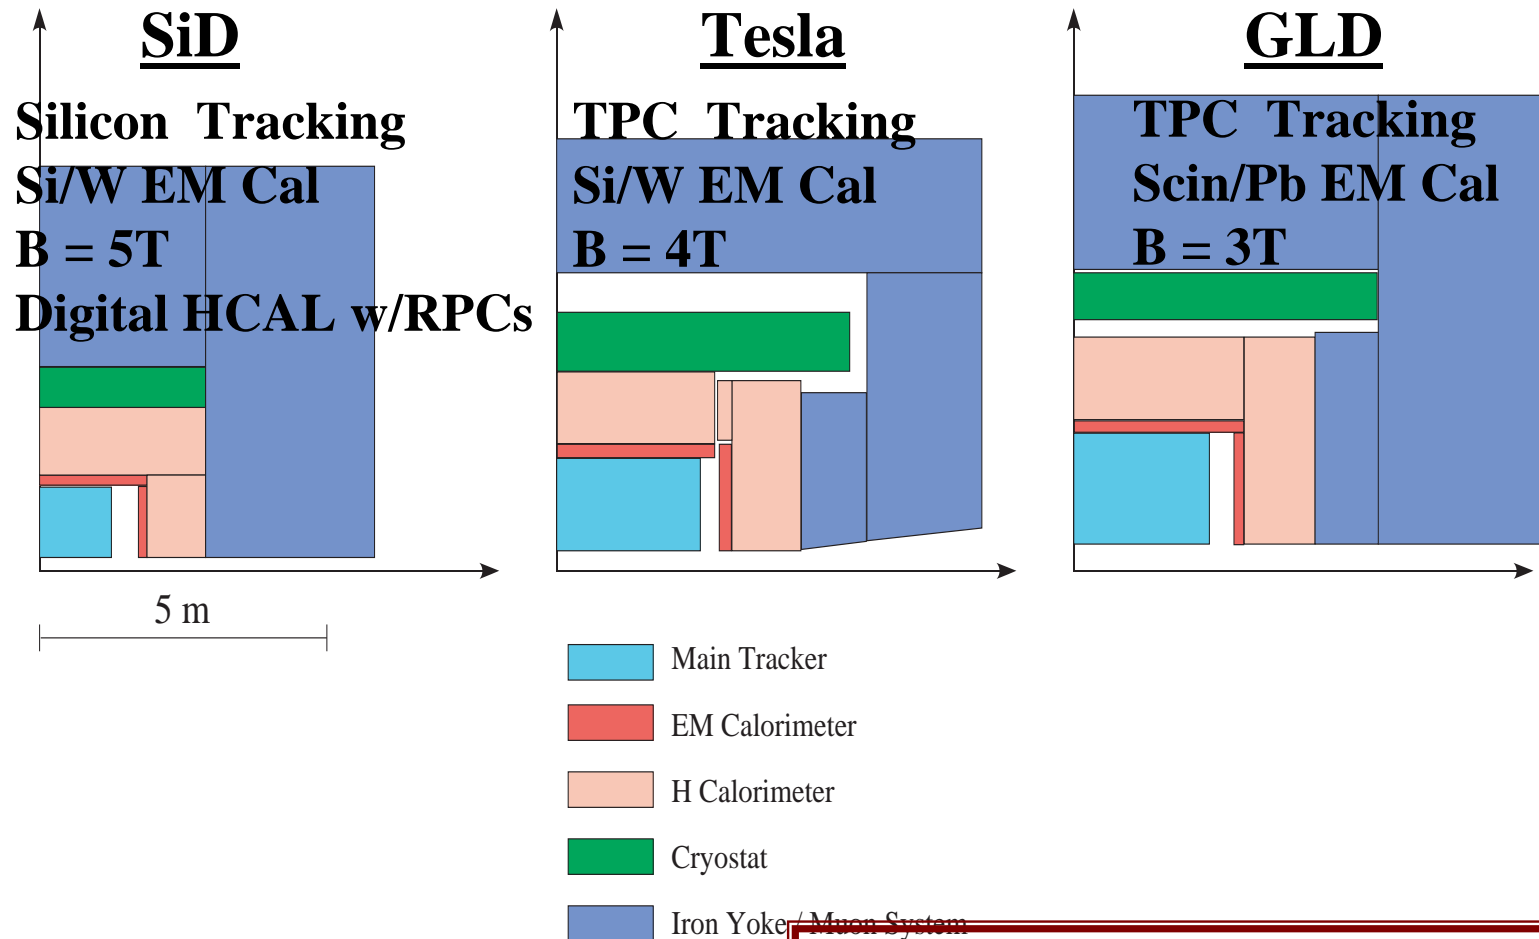 SiD
Silicon Tracking
Si/W EM Cal
B = 5T
Digital HCAL w/RPCs
Tesla
TPC Tracking
Si/W EM Cal
B = 4T
GLD
TPC Tracking
Scin/Pb EM Cal
B = 3T
5 m
Main Tracker
EM Calorimeter
H Calorimeter
Cryostat
Iron Yoke / Muon System